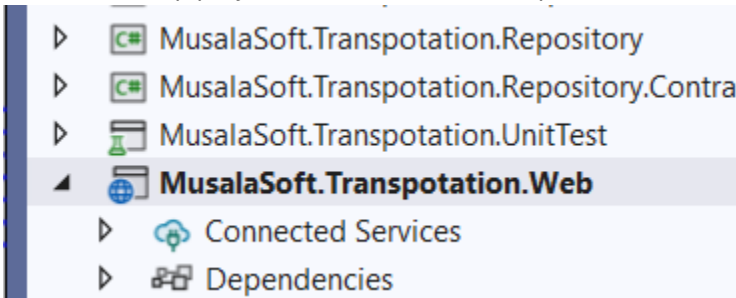 C# MusalaSoft.Transpotation.Repository
C# MusalaSoft.Transpotation.Repository.Contra
MusalaSoft.Transpotation.UnitTest
MusalaSoft.Transpotation.Web
Connected Services
Dependencies